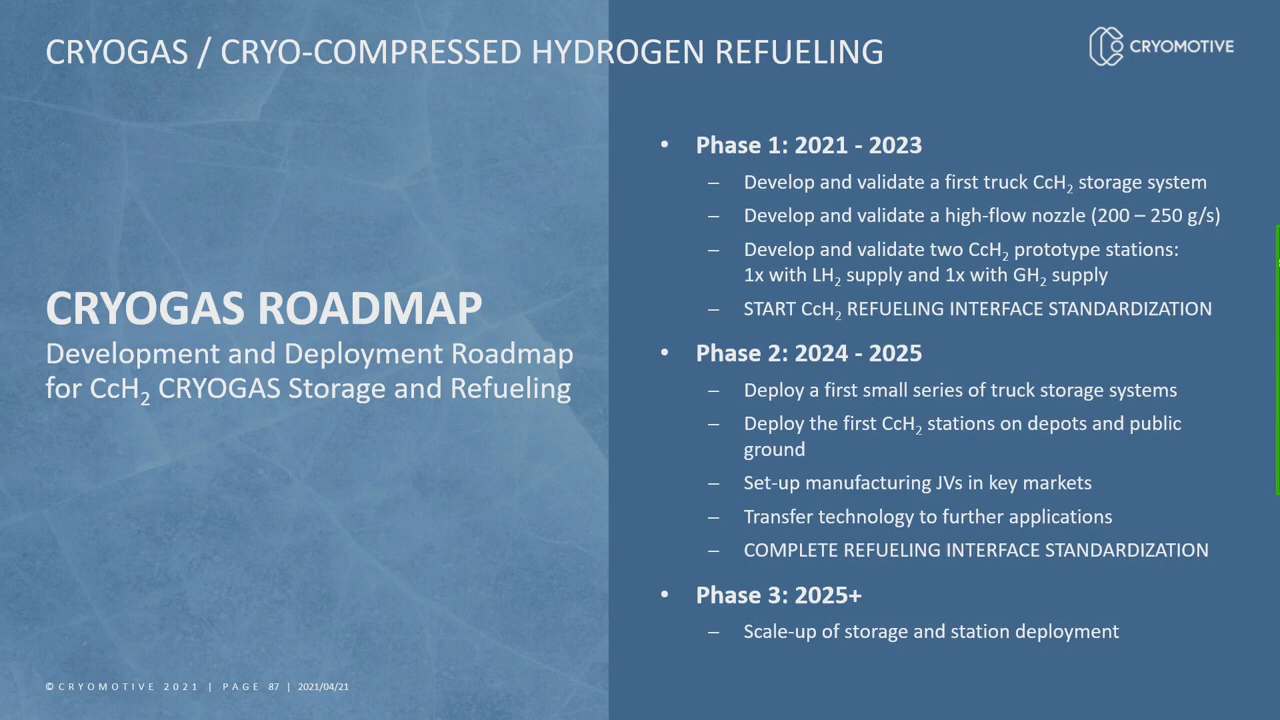 CRYOGAS / CRYO-COMPRESSED HYDROGEN REFUELING
CRYOMOTIVE
CRYOGAS ROADMAP
Development and Deployment Roadmap
for CcH₂ CRYOGAS Storage and Refueling
• Phase 1: 2021 - 2023
– Develop and validate a first truck CcH₂ storage system
– Develop and validate a high-flow nozzle (200 – 250 g/s)
– Develop and validate two CcH₂ prototype stations:
1x with LH₂ supply and 1x with GH₂ supply
– START CcH₂ REFUELING INTERFACE STANDARDIZATION
• Phase 2: 2024 - 2025
– Deploy a first small series of truck storage systems
– Deploy the first CcH₂ stations on depots and public
ground
– Set-up manufacturing JVs in key markets
– Transfer technology to further applications
– COMPLETE REFUELING INTERFACE STANDARDIZATION
• Phase 3: 2025+
– Scale-up of storage and station deployment
© CRYOMOTIVE 2021 | PAGE 87 | 2021/04/21